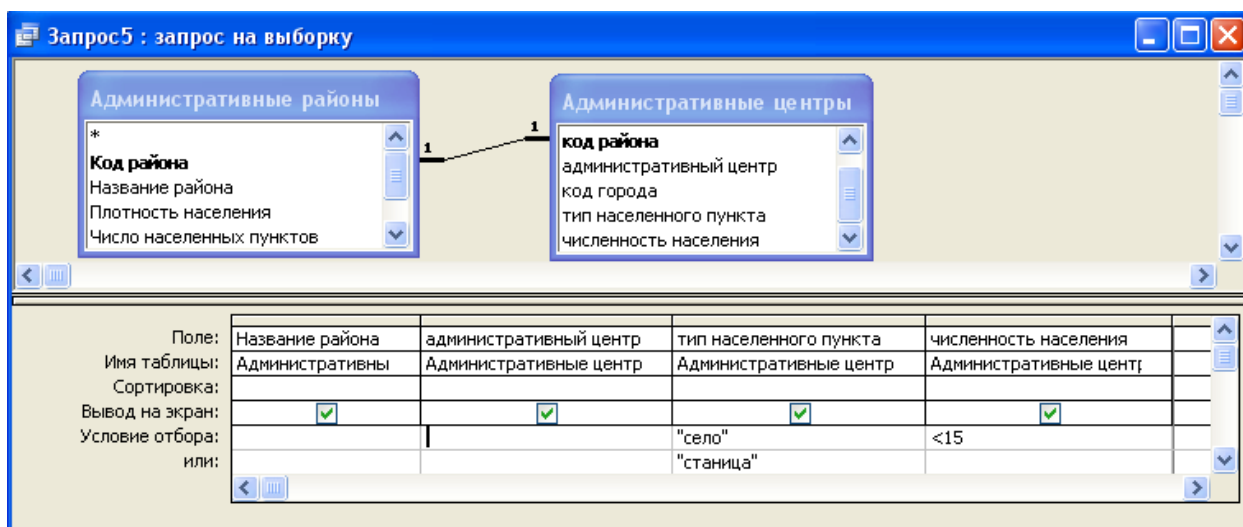 Запрос5 : запрос на выборку
Административные районы
*
Код района
Название района
Плотность населения
Число населенных пунктов
1
1
Административные центры
код района
административный центр
код города
тип населенного пункта
численность населения
Поле: Название района административный центр тип населенного пункта численность населения
Имя таблицы: Административны Административные центр Административные центр Административные центр
Сортировка:
Вывод на экран:
Условие отбора: "село" <15
или: "станица"